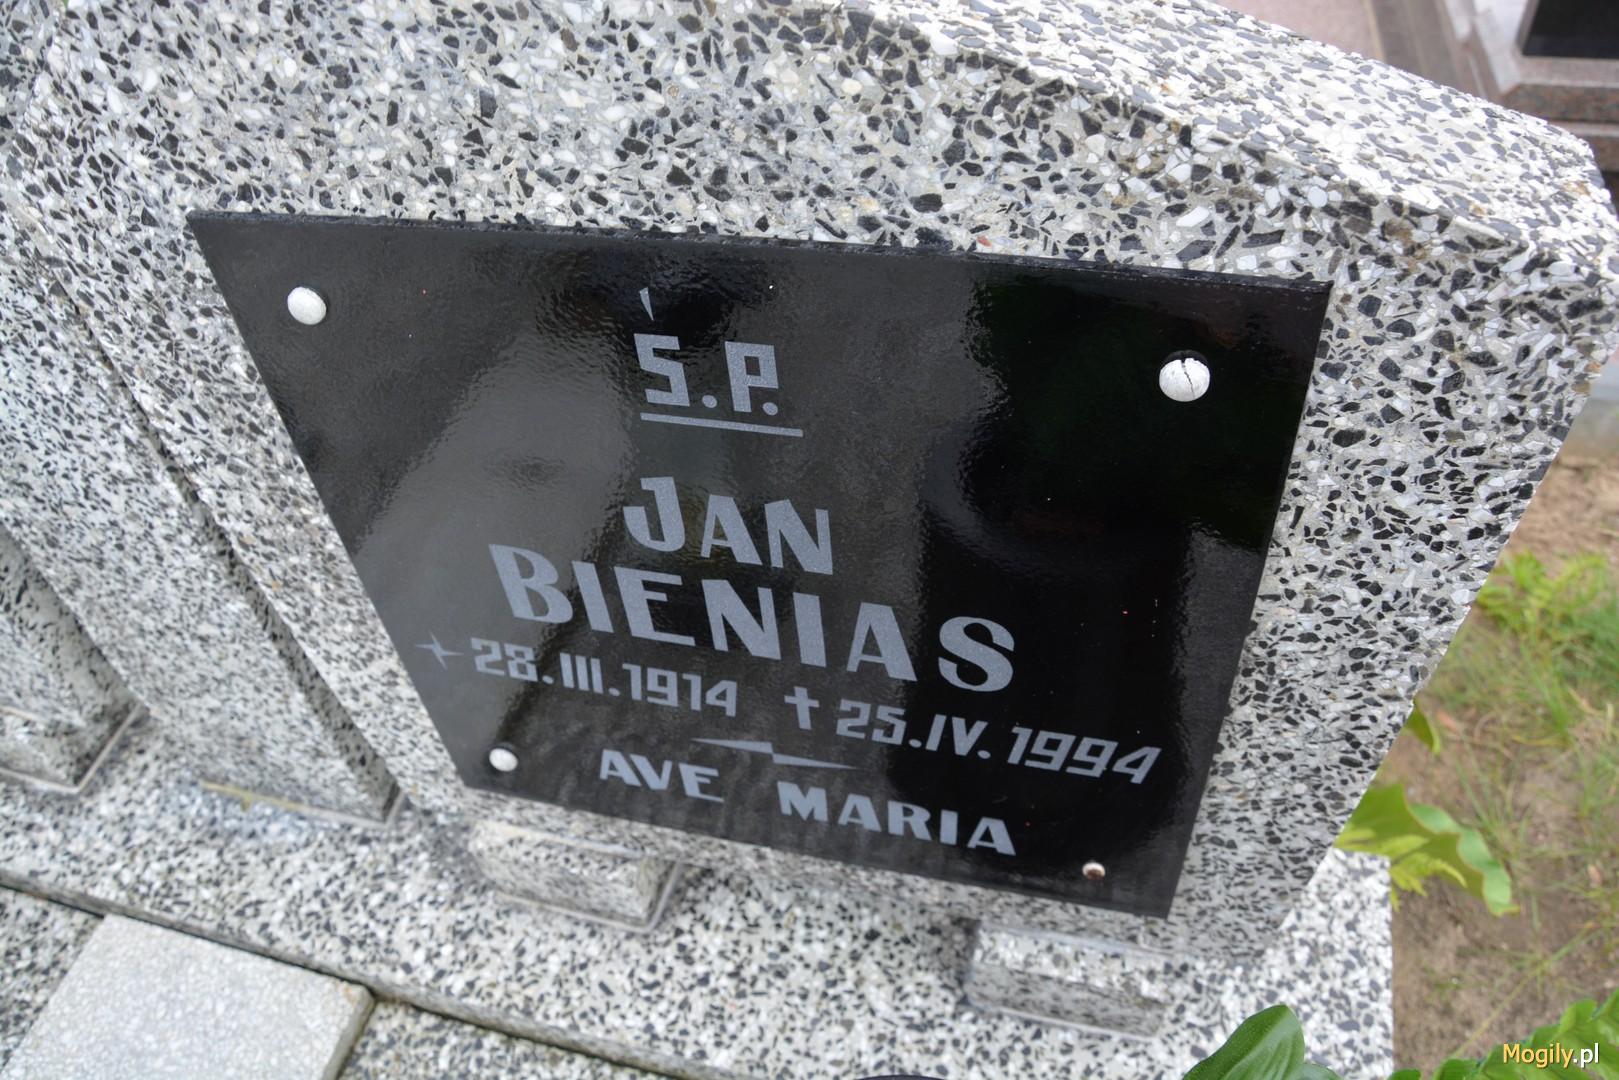 Ś.P.
JAN
BIENIAS
28.III.1914 ✝ 25.IV.1994
AVE MARIA
Mogily.pl